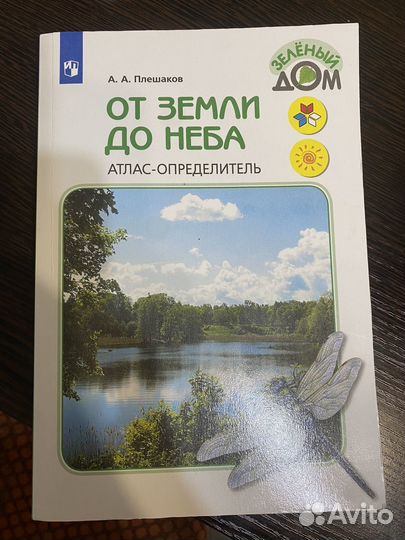 А. А. Плешаков
ЗЕЛЁНЫЙ
ДОМ
ОТ ЗЕМЛИ
ДО НЕБА
АТЛАС-ОПРЕДЕЛИТЕЛЬ
Avito